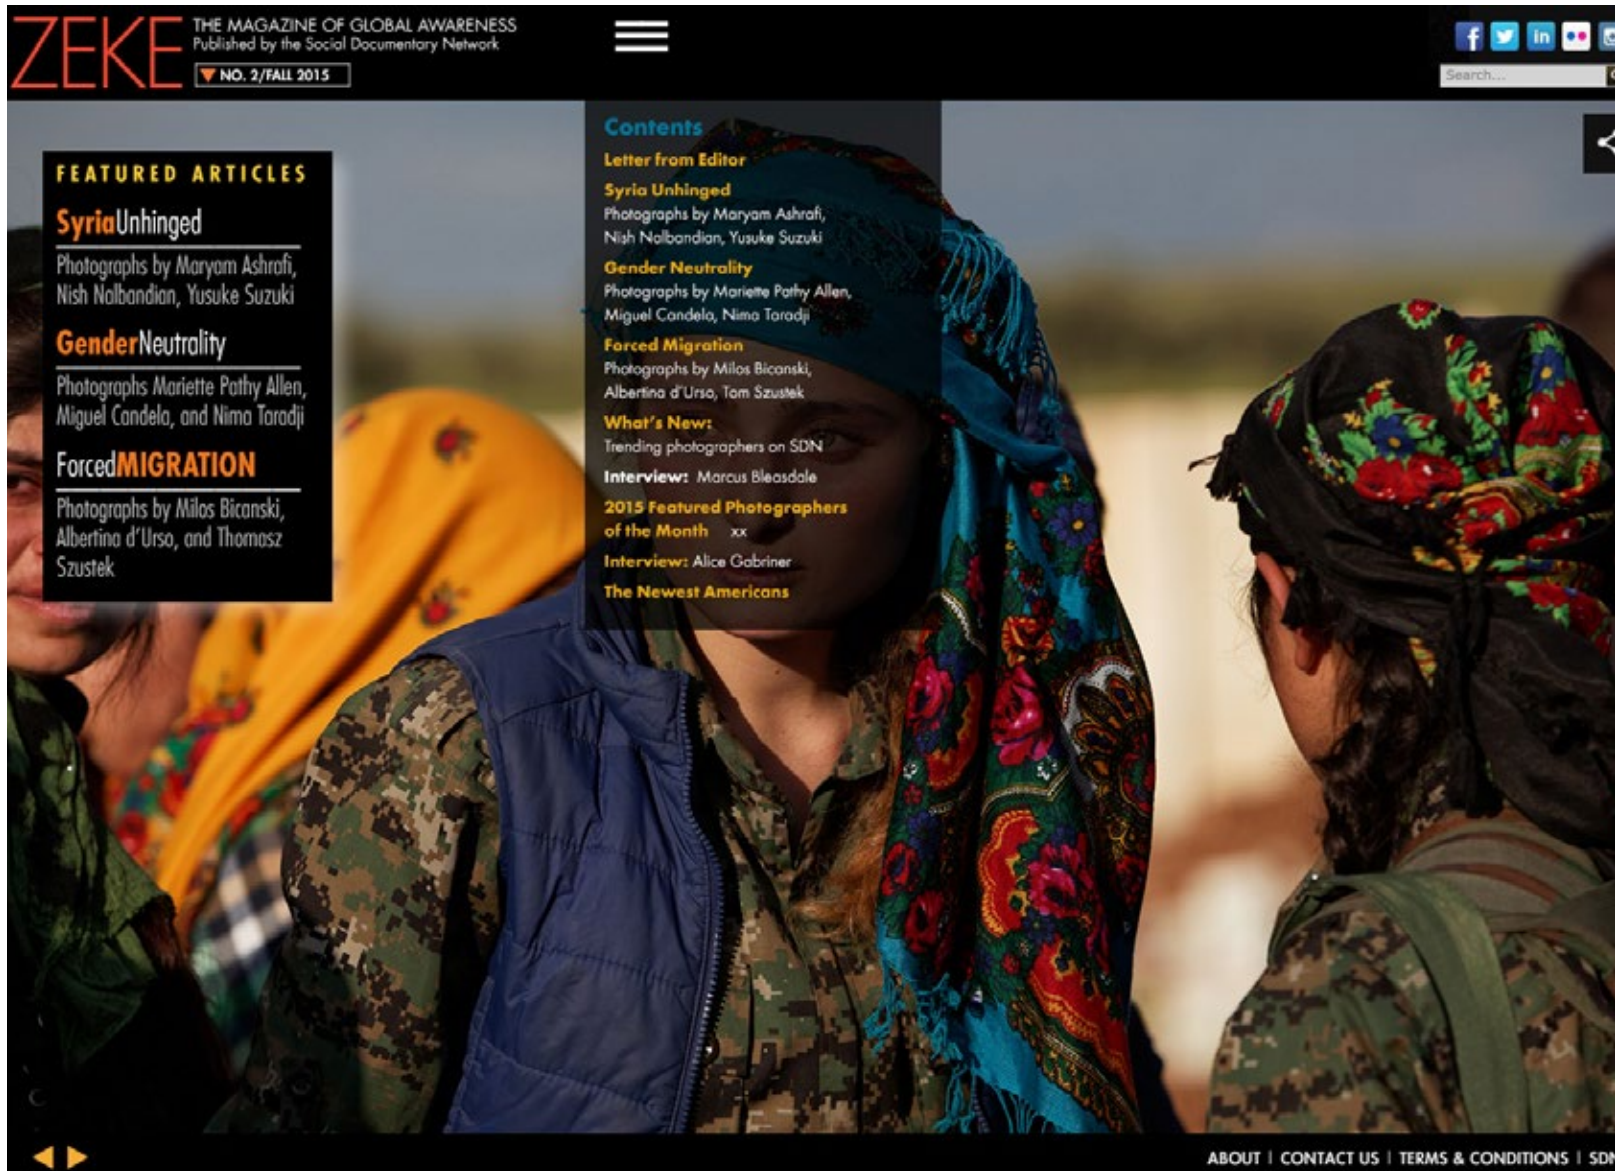 ZEKE
THE MAGAZINE OF GLOBAL AWARENESS
Published by the Social Documentary Network
NO. 2/FALL 2015
Search...
FEATURED ARTICLES
SyriaUnhinged
Photographs by Maryam Ashrafi,
Nish Nalbandian, Yusuke Suzuki
GenderNeutrality
Photographs Mariette Pathy Allen,
Miguel Candela, and Nima Taradji
ForcedMIGRATION
Photographs by Milos Bicanski,
Albertina d'Urso, and Thomasz
Szustek
Contents
Letter from Editor
Syria Unhinged
Photographs by Maryam Ashrafi,
Nish Nalbandian, Yusuke Suzuki
Gender Neutrality
Photographs by Mariette Pathy Allen,
Miguel Candela, Nima Taradji
Forced Migration
Photographs by Milos Bicanski,
Albertina d'Urso, Tom Szustek
What's New:
Trending photographers on SDN
Interview: Marcus Bleasdale
2015 Featured Photographers
of the Month xx
Interview: Alice Gabriner
The Newest Americans
ABOUT | CONTACT US | TERMS & CONDITIONS | SDN